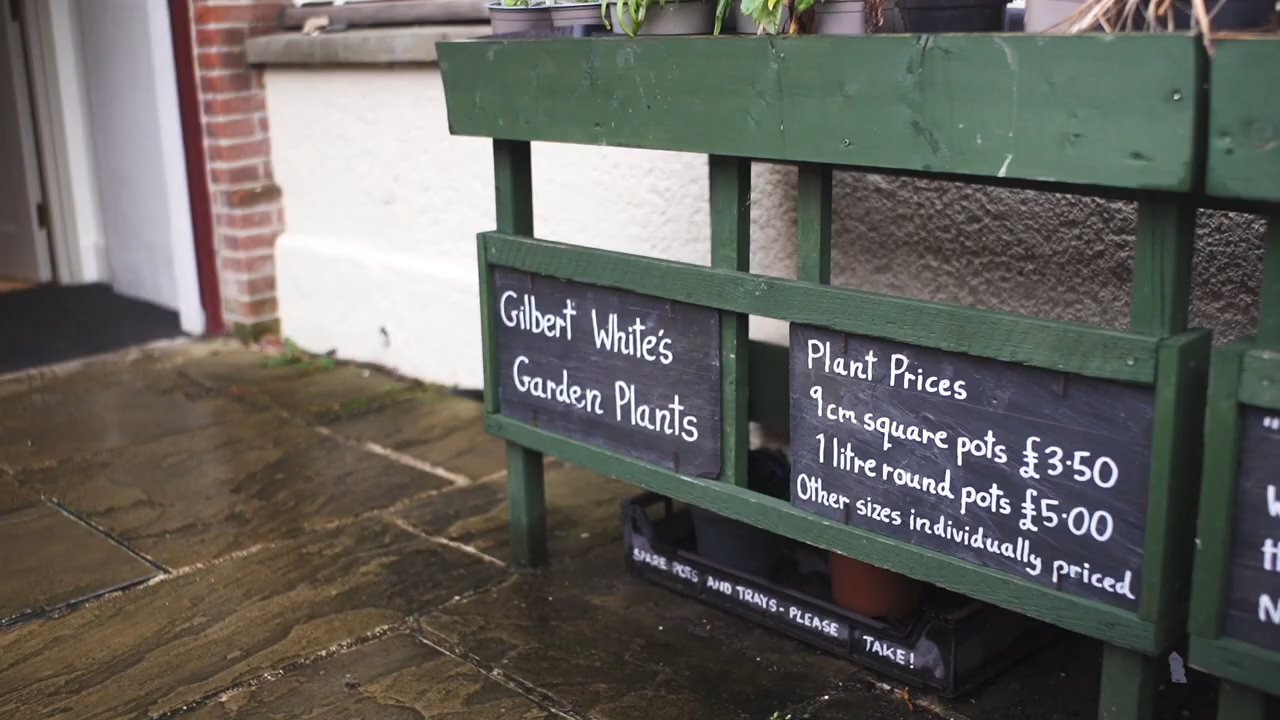 Gilbert White's
Garden Plants
Plant Prices
9cm square pots £3·50
1 litre round pots £5·00
Other sizes individually priced
SPARE POTS AND TRAYS - PLEASE TAKE!